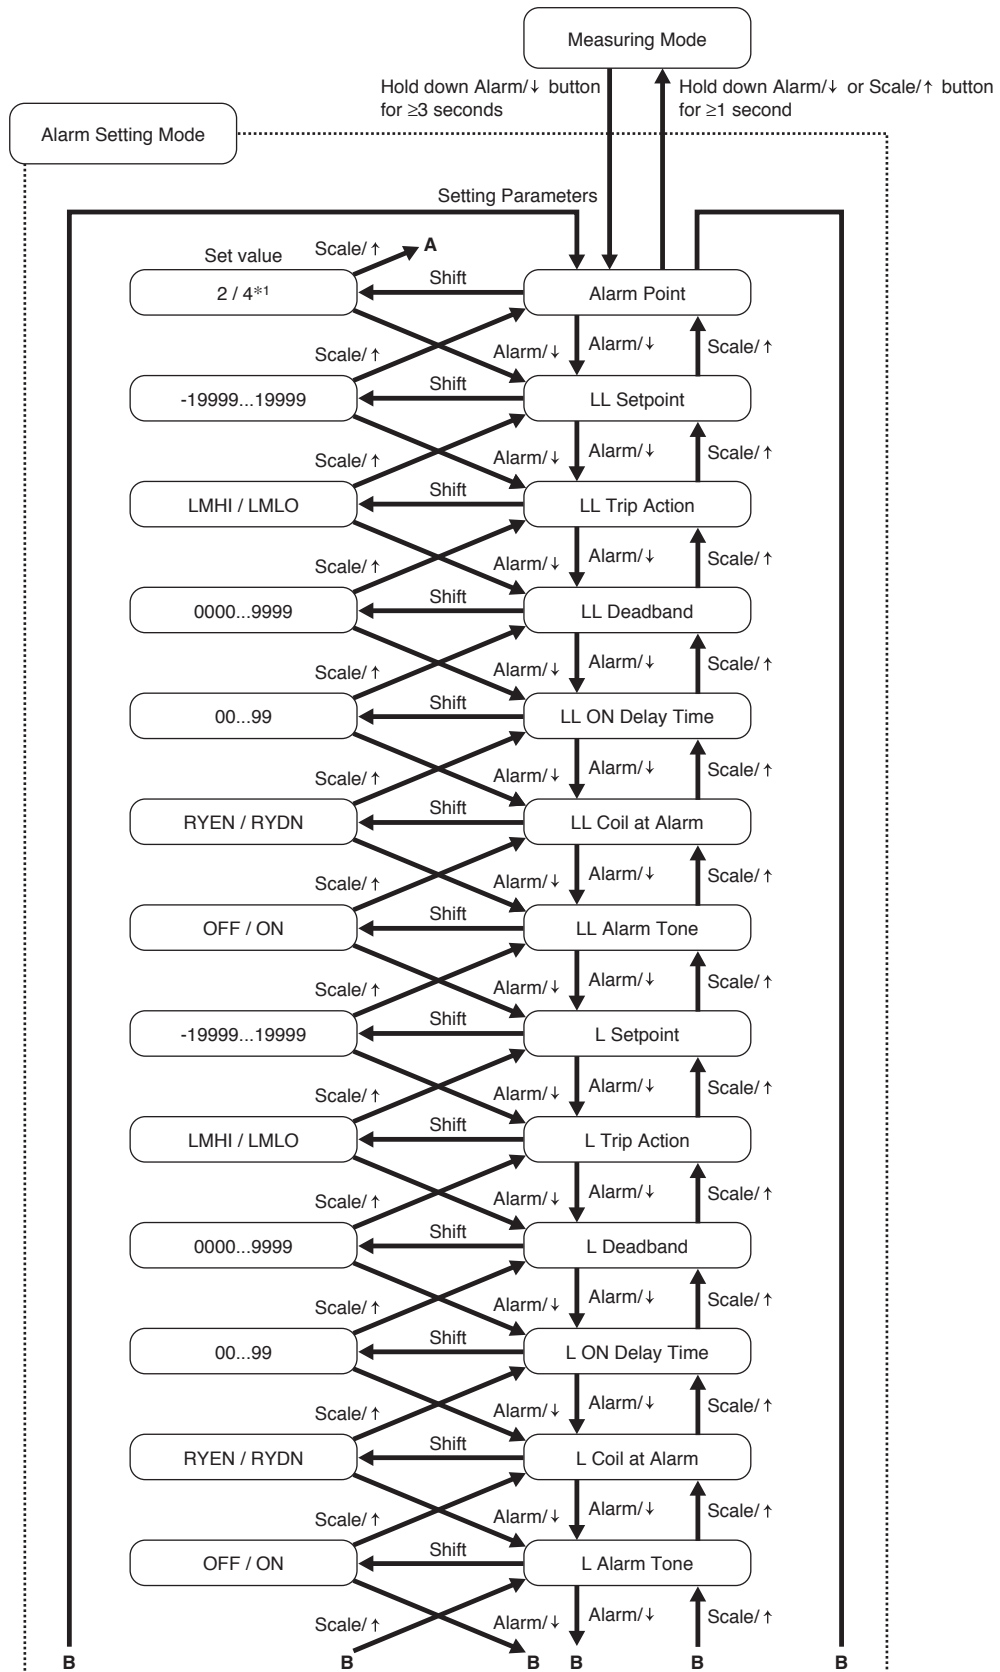 Measuring Mode
Hold down Alarm/↓ button
for ≥3 seconds
Hold down Alarm/↓ or Scale/↑ button
for ≥1 second
Alarm Setting Mode
Setting Parameters
Set value
Scale/↑
A
2 / 4*1
Shift
Alarm Point
Scale/↑
Alarm/↓
Alarm/↓
Scale/↑
-19999...19999
Shift
LL Setpoint
Scale/↑
Alarm/↓
Alarm/↓
Scale/↑
LMHI / LMLO
Shift
LL Trip Action
Scale/↑
Alarm/↓
Alarm/↓
Scale/↑
0000...9999
Shift
LL Deadband
Scale/↑
Alarm/↓
Alarm/↓
Scale/↑
00...99
Shift
LL ON Delay Time
Scale/↑
Alarm/↓
Alarm/↓
Scale/↑
RYEN / RYDN
Shift
LL Coil at Alarm
Scale/↑
Alarm/↓
Alarm/↓
Scale/↑
OFF / ON
Shift
LL Alarm Tone
Scale/↑
Alarm/↓
Alarm/↓
Scale/↑
-19999...19999
Shift
L Setpoint
Scale/↑
Alarm/↓
Alarm/↓
Scale/↑
LMHI / LMLO
Shift
L Trip Action
Scale/↑
Alarm/↓
Alarm/↓
Scale/↑
0000...9999
Shift
L Deadband
Scale/↑
Alarm/↓
Alarm/↓
Scale/↑
00...99
Shift
L ON Delay Time
Scale/↑
Alarm/↓
Alarm/↓
Scale/↑
RYEN / RYDN
Shift
L Coil at Alarm
Scale/↑
Alarm/↓
Alarm/↓
Scale/↑
OFF / ON
Shift
L Alarm Tone
Scale/↑
Alarm/↓
Alarm/↓
Scale/↑
B
B
B
B
B
B